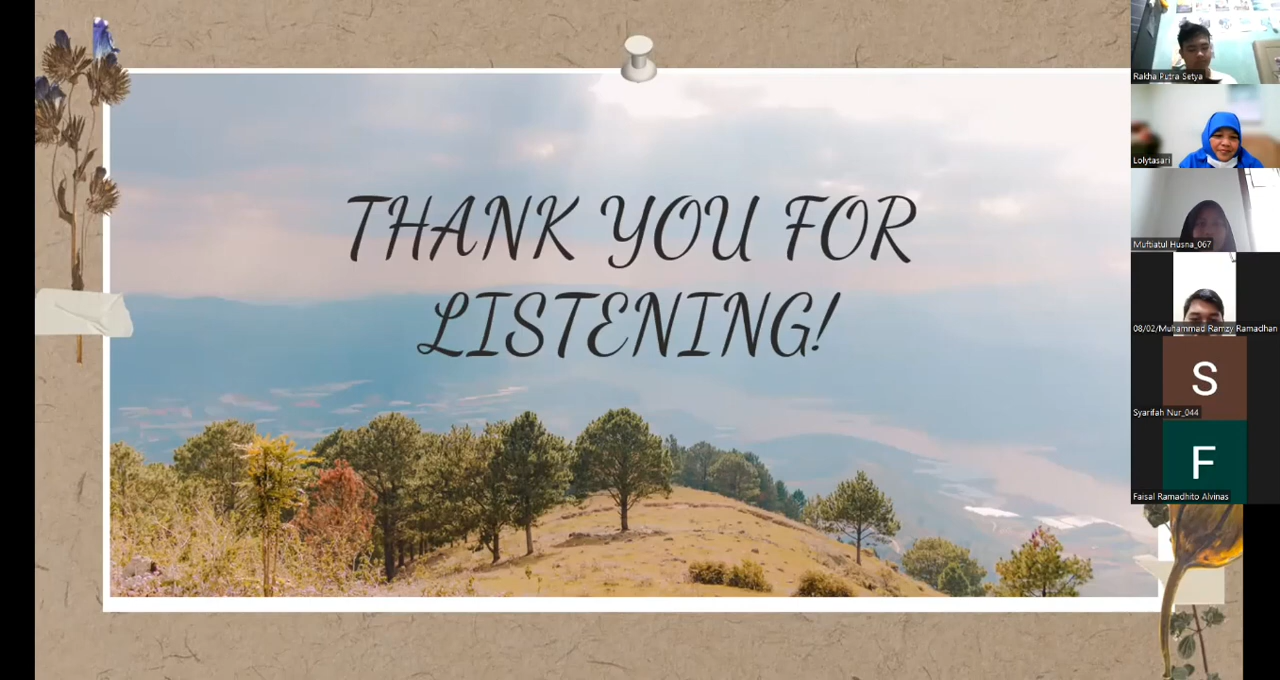 THANK YOU FOR
LISTENING!
Rakha Putra Setya
Lolytasari
Muftiatul Husna_067
08/02/Muhammad Ramzy Ramadhan
S
Syarifah Nur_044
F
Faisal Ramadhito Alvinas